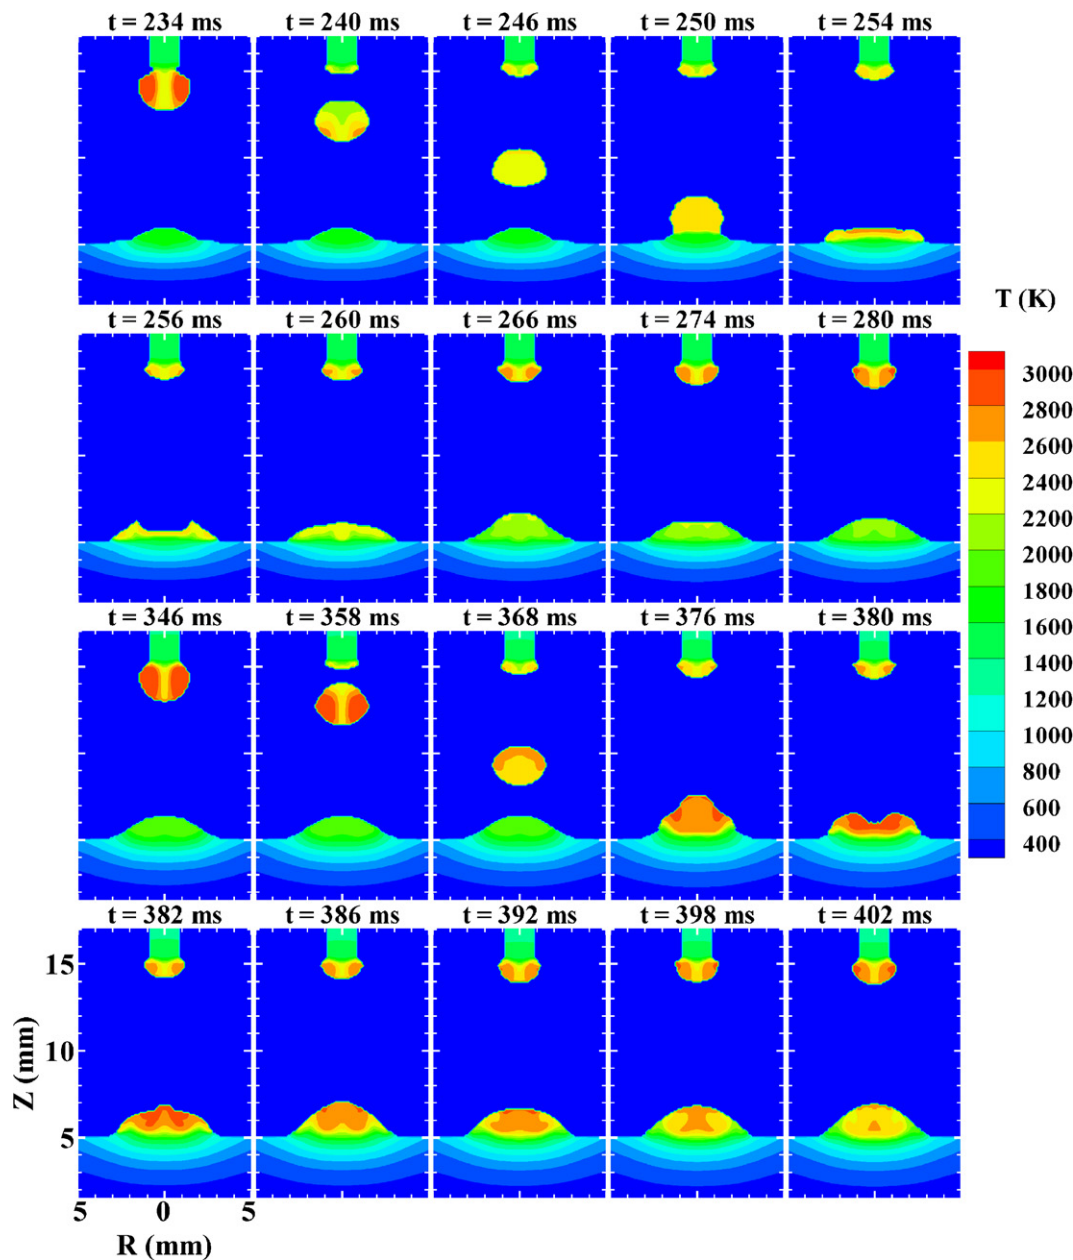 t = 234 ms t = 240 ms t = 246 ms t = 250 ms t = 254 ms
T (K)
t = 256 ms t = 260 ms t = 266 ms t = 274 ms t = 280 ms
3000
2800
2600
2400
2200
2000
1800
1600
1400
1200
1000
800
600
400
t = 346 ms t = 358 ms t = 368 ms t = 376 ms t = 380 ms
t = 382 ms t = 386 ms t = 392 ms t = 398 ms t = 402 ms
15
10
5
Z (mm)
5 0 5
R (mm)